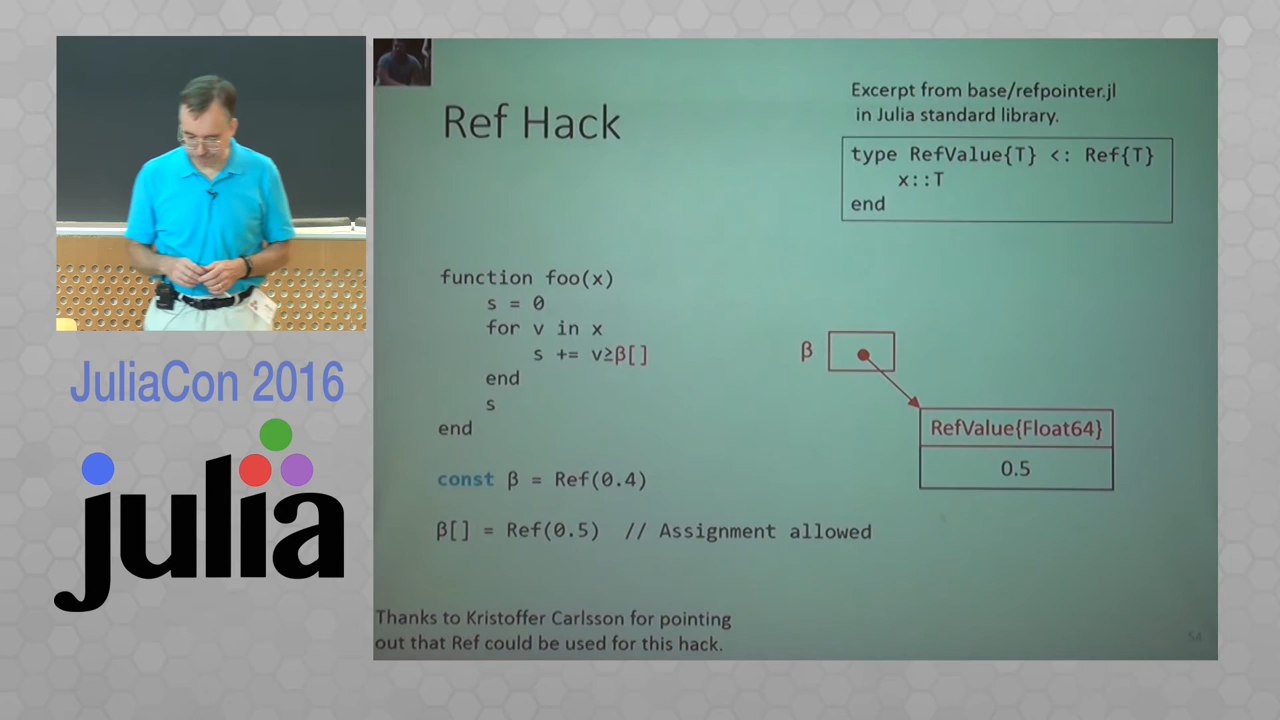 Ref Hack
Excerpt from base/refpointer.jl
in Julia standard library.
type RefValue{T} <: Ref{T}
x::T
end
function foo(x)
s = 0
for v in x
s += v≥β[]
end
s
end
const β = Ref(0.4)
β[] = Ref(0.5) // Assignment allowed
β
RefValue{Float64}
0.5
Thanks to Kristoffer Carlsson for pointing
out that Ref could be used for this hack.
54
JuliaCon 2016
julia